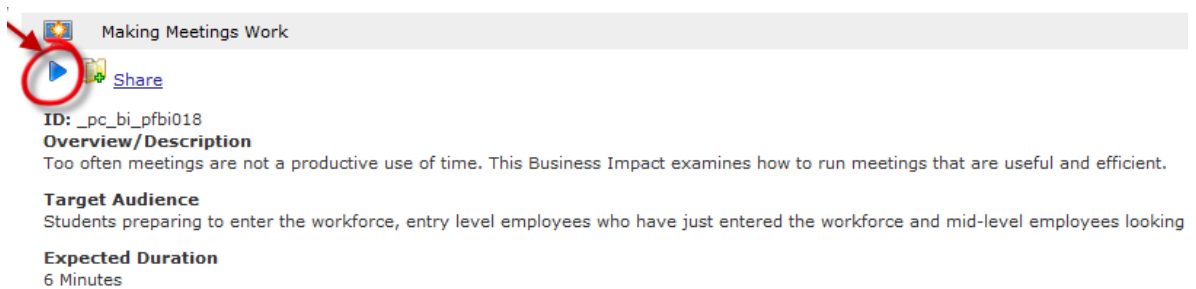 Making Meetings Work
Share
ID: _pc_bi_pfbi018
Overview/Description
Too often meetings are not a productive use of time. This Business Impact examines how to run meetings that are useful and efficient.
Target Audience
Students preparing to enter the workforce, entry level employees who have just entered the workforce and mid-level employees looking
Expected Duration
6 Minutes